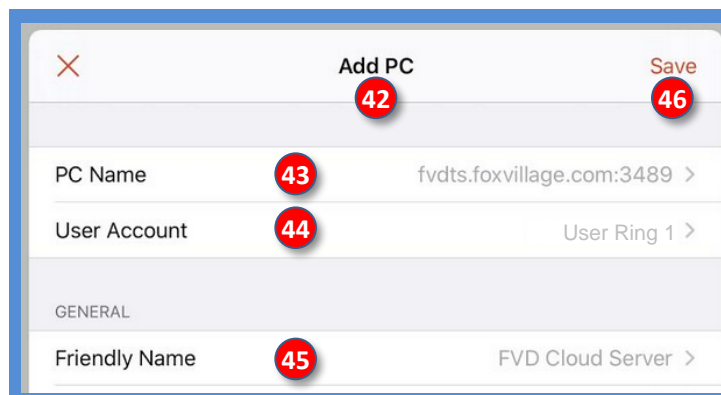 Add PC
Save
42
46
PC Name 43 fvdts.foxvillage.com:3489
User Account 44 User Ring 1
GENERAL
Friendly Name 45 FVD Cloud Server